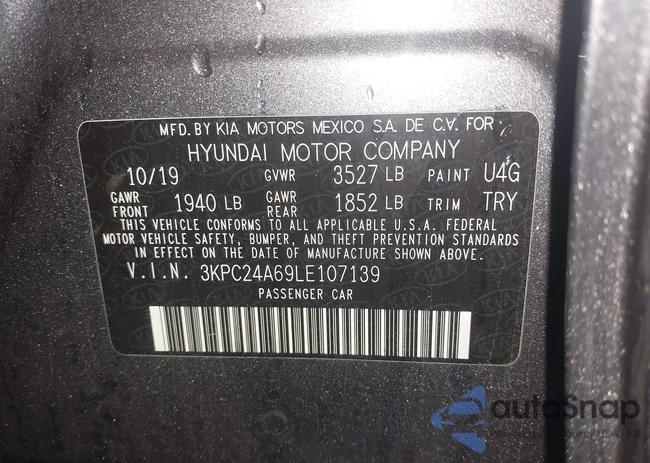 MFD. BY KIA MOTORS MEXICO S.A. DE C.V. FOR
HYUNDAI MOTOR COMPANY
10/19 GVWR 3527 LB PAINT U4G
GAWR FRONT 1940 LB GAWR REAR 1852 LB TRIM TRY
THIS VEHICLE CONFORMS TO ALL APPLICABLE U.S.A. FEDERAL
MOTOR VEHICLE SAFETY, BUMPER, AND THEFT PREVENTION STANDARDS
IN EFFECT ON THE DATE OF MANUFACTURE SHOWN ABOVE.
V.I.N. 3KPC24A69LE107139
PASSENGER CAR
autoSnap